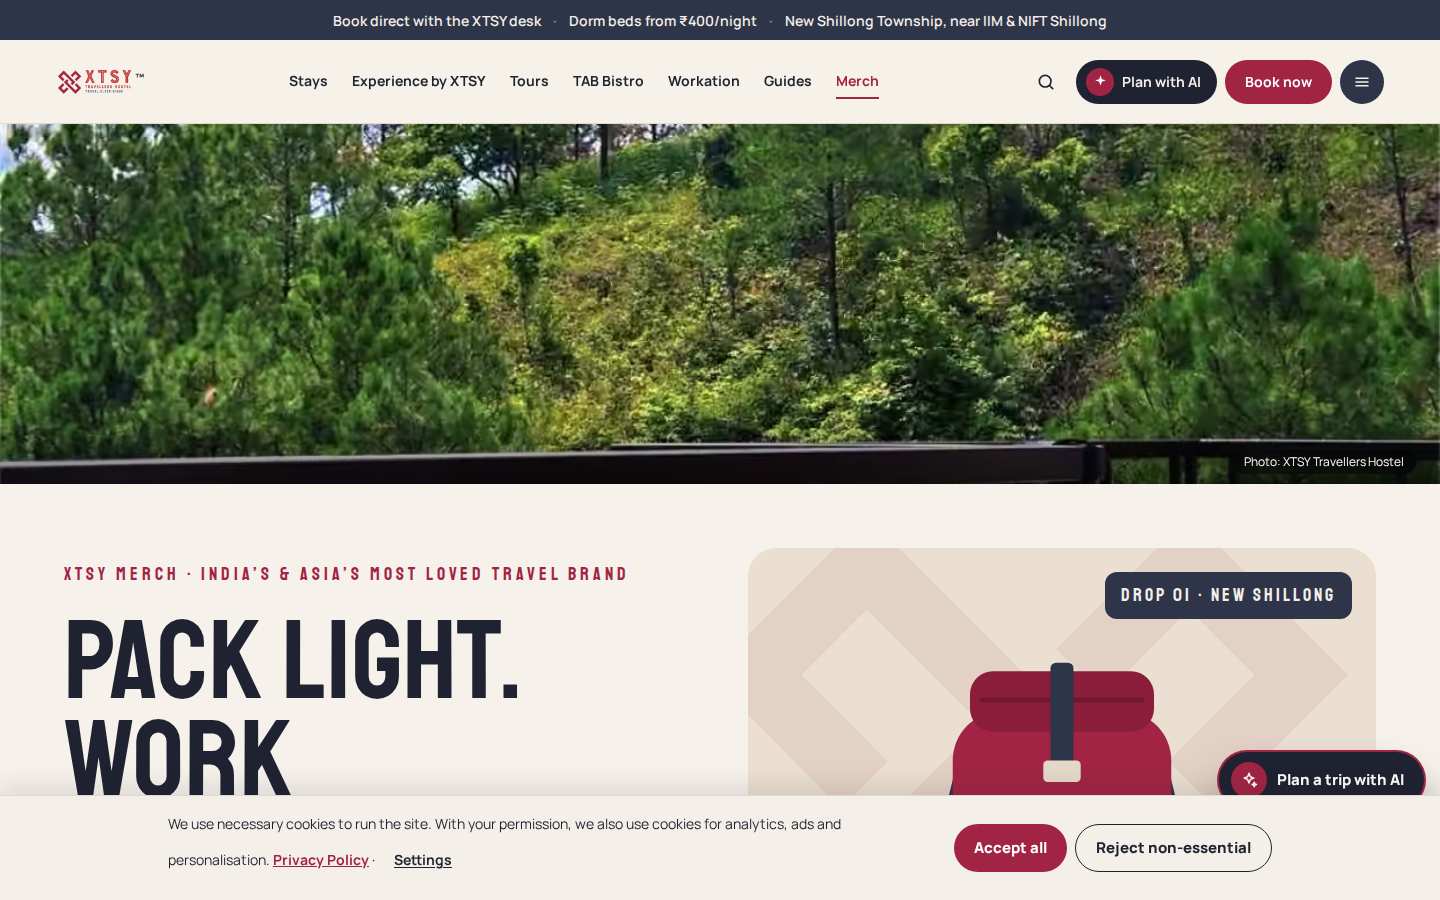 Book direct with the XTSY desk · Dorm beds from ₹400/night · New Shillong Township, near IIM & NIFT Shillong
XTSY™
Stays Experience by XTSY Tours TAB Bistro Workation Guides Merch
Plan with AI Book now
Photo: XTSY Travellers Hostel
XTSY MERCH · INDIA'S & ASIA'S MOST LOVED TRAVEL BRAND
DROP 01 · NEW SHILLONG
PACK LIGHT.
WORK
Plan a trip with AI
We use necessary cookies to run the site. With your permission, we also use cookies for analytics, ads and
personalisation. Privacy Policy · Settings
Accept all Reject non-essential